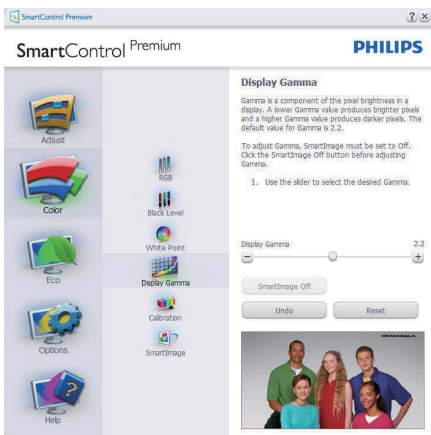 SmartControl Premium
? x
SmartControl Premium
PHILIPS
Adjust
Color
Eco
Options
Help
RGB
Black Level
White Point
Display Gamma
Calibration
SmartImage
Display Gamma
Gamma is a component of the pixel brightness in a
display. A lower Gamma value produces brighter pixels
and a higher Gamma value produces darker pixels. The
default value for Gamma is 2.2.
To adjust Gamma, SmartImage must be set to Off.
Click the SmartImage Off button before adjusting
Gamma.
1. Use the slider to select the desired Gamma.
Display Gamma 2.2
- +
SmartImage Off
Undo Reset